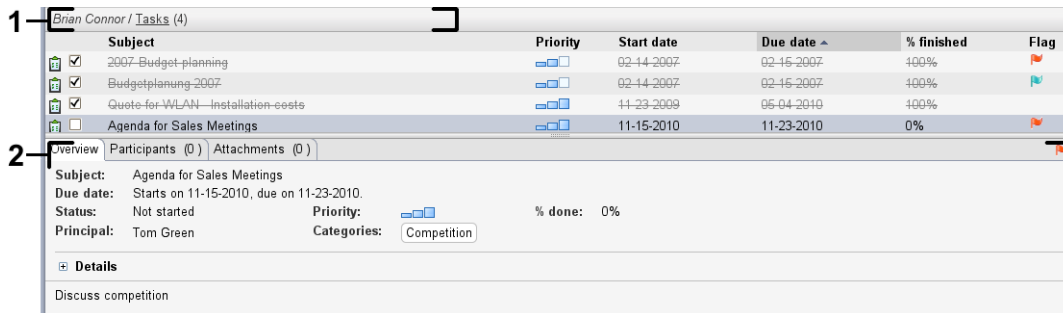 1 Brian Connor / Tasks (4)
Subject Priority Start date Due date % finished Flag
2007 Budget planning 02-14-2007 02-15-2007 100%
Budgetplanung 2007 02-14-2007 02-15-2007 100%
Quote for WLAN - Installation costs 11-23-2009 05-04-2010 100%
Agenda for Sales Meetings 11-15-2010 11-23-2010 0%
2 Overview Participants (0) Attachments (0)
Subject: Agenda for Sales Meetings
Due date: Starts on 11-15-2010, due on 11-23-2010.
Status: Not started Priority: % done: 0%
Principal: Tom Green Categories: Competition
Details
Discuss competition